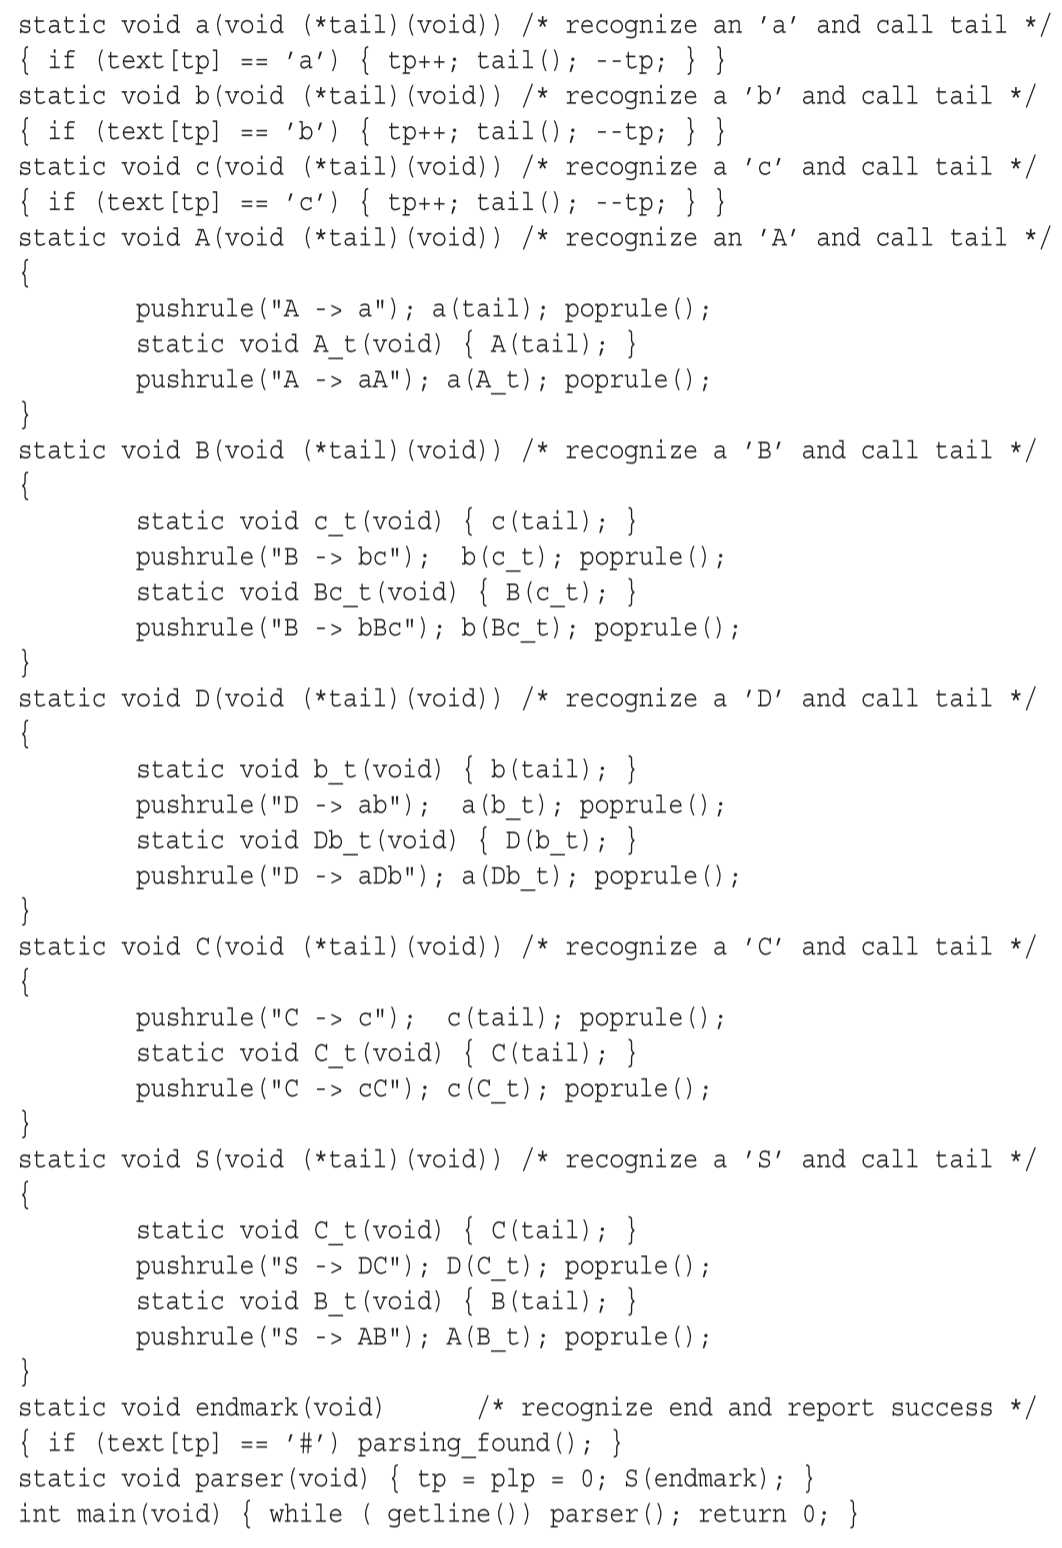 static void a(void (*tail)(void)) /* recognize an 'a' and call tail */
{ if (text[tp] == 'a') { tp++; tail(); --tp; } }
static void b(void (*tail)(void)) /* recognize a 'b' and call tail */
{ if (text[tp] == 'b') { tp++; tail(); --tp; } }
static void c(void (*tail)(void)) /* recognize a 'c' and call tail */
{ if (text[tp] == 'c') { tp++; tail(); --tp; } }
static void A(void (*tail)(void)) /* recognize an 'A' and call tail */
{
        pushrule("A -> a"); a(tail); poprule();
        static void A_t(void) { A(tail); }
        pushrule("A -> aA"); a(A_t); poprule();
}
static void B(void (*tail)(void)) /* recognize a 'B' and call tail */
{
        static void c_t(void) { c(tail); }
        pushrule("B -> bc");  b(c_t); poprule();
        static void Bc_t(void) { B(c_t); }
        pushrule("B -> bBc"); b(Bc_t); poprule();
}
static void D(void (*tail)(void)) /* recognize a 'D' and call tail */
{
        static void b_t(void) { b(tail); }
        pushrule("D -> ab");  a(b_t); poprule();
        static void Db_t(void) { D(b_t); }
        pushrule("D -> aDb"); a(Db_t); poprule();
}
static void C(void (*tail)(void)) /* recognize a 'C' and call tail */
{
        pushrule("C -> c");  c(tail); poprule();
        static void C_t(void) { C(tail); }
        pushrule("C -> cC"); c(C_t); poprule();
}
static void S(void (*tail)(void)) /* recognize a 'S' and call tail */
{
        static void C_t(void) { C(tail); }
        pushrule("S -> DC"); D(C_t); poprule();
        static void B_t(void) { B(tail); }
        pushrule("S -> AB"); A(B_t); poprule();
}
static void endmark(void)      /* recognize end and report success */
{ if (text[tp] == '#') parsing_found(); }
static void parser(void) { tp = plp = 0; S(endmark); }
int main(void) { while ( getline()) parser(); return 0; }